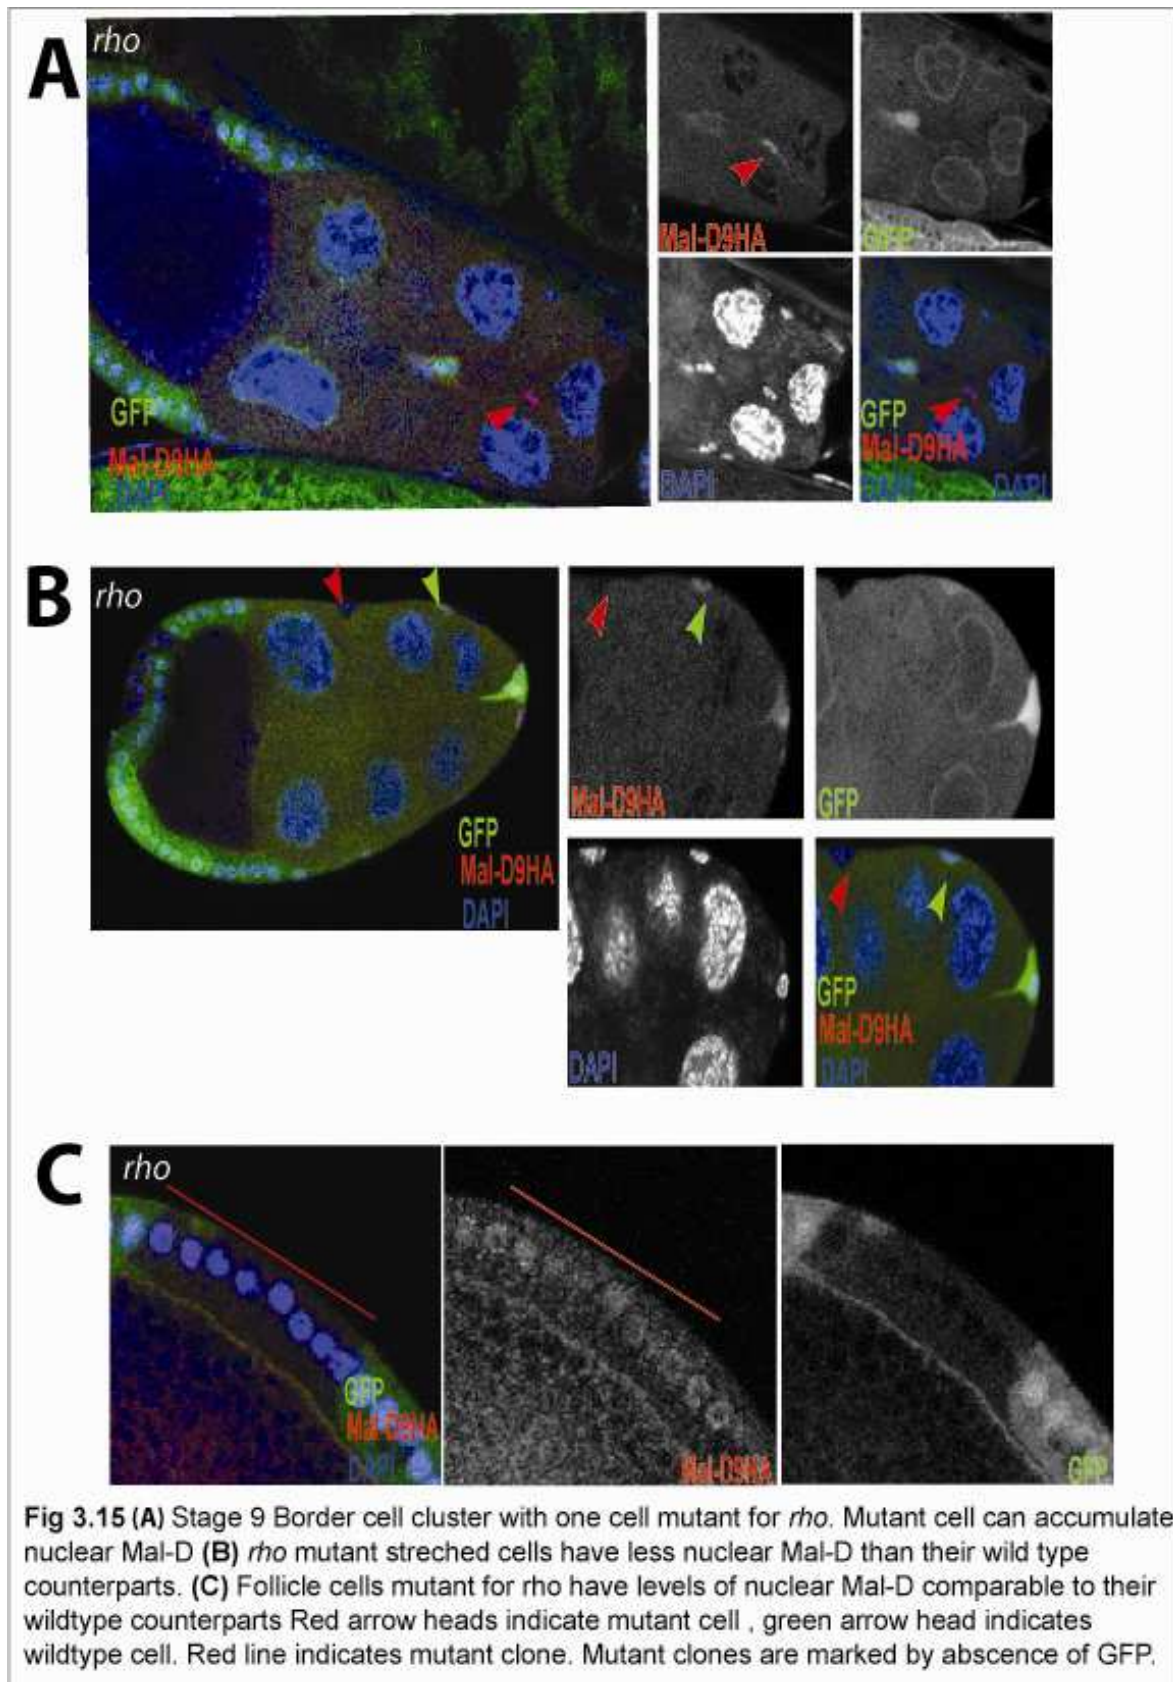 A
rho
GFP
Mal-D9HA
DAPI
Mal-D9HA
GFP
DAPI
GFP
Mal-D9HA
DAPI
DAPI
B
rho
GFP
Mal-D9HA
DAPI
Mal-D9HA
GFP
DAPI
GFP
Mal-D9HA
DAPI
C
rho
GFP
Mal-D9HA
DAPI
Mal-D9HA
GFP
Fig 3.15 (A) Stage 9 Border cell cluster with one cell mutant for rho. Mutant cell can accumulate
nuclear Mal-D (B) rho mutant streched cells have less nuclear Mal-D than their wild type
counterparts. (C) Follicle cells mutant for rho have levels of nuclear Mal-D comparable to their
wildtype counterparts Red arrow heads indicate mutant cell , green arrow head indicates
wildtype cell. Red line indicates mutant clone. Mutant clones are marked by abscence of GFP.